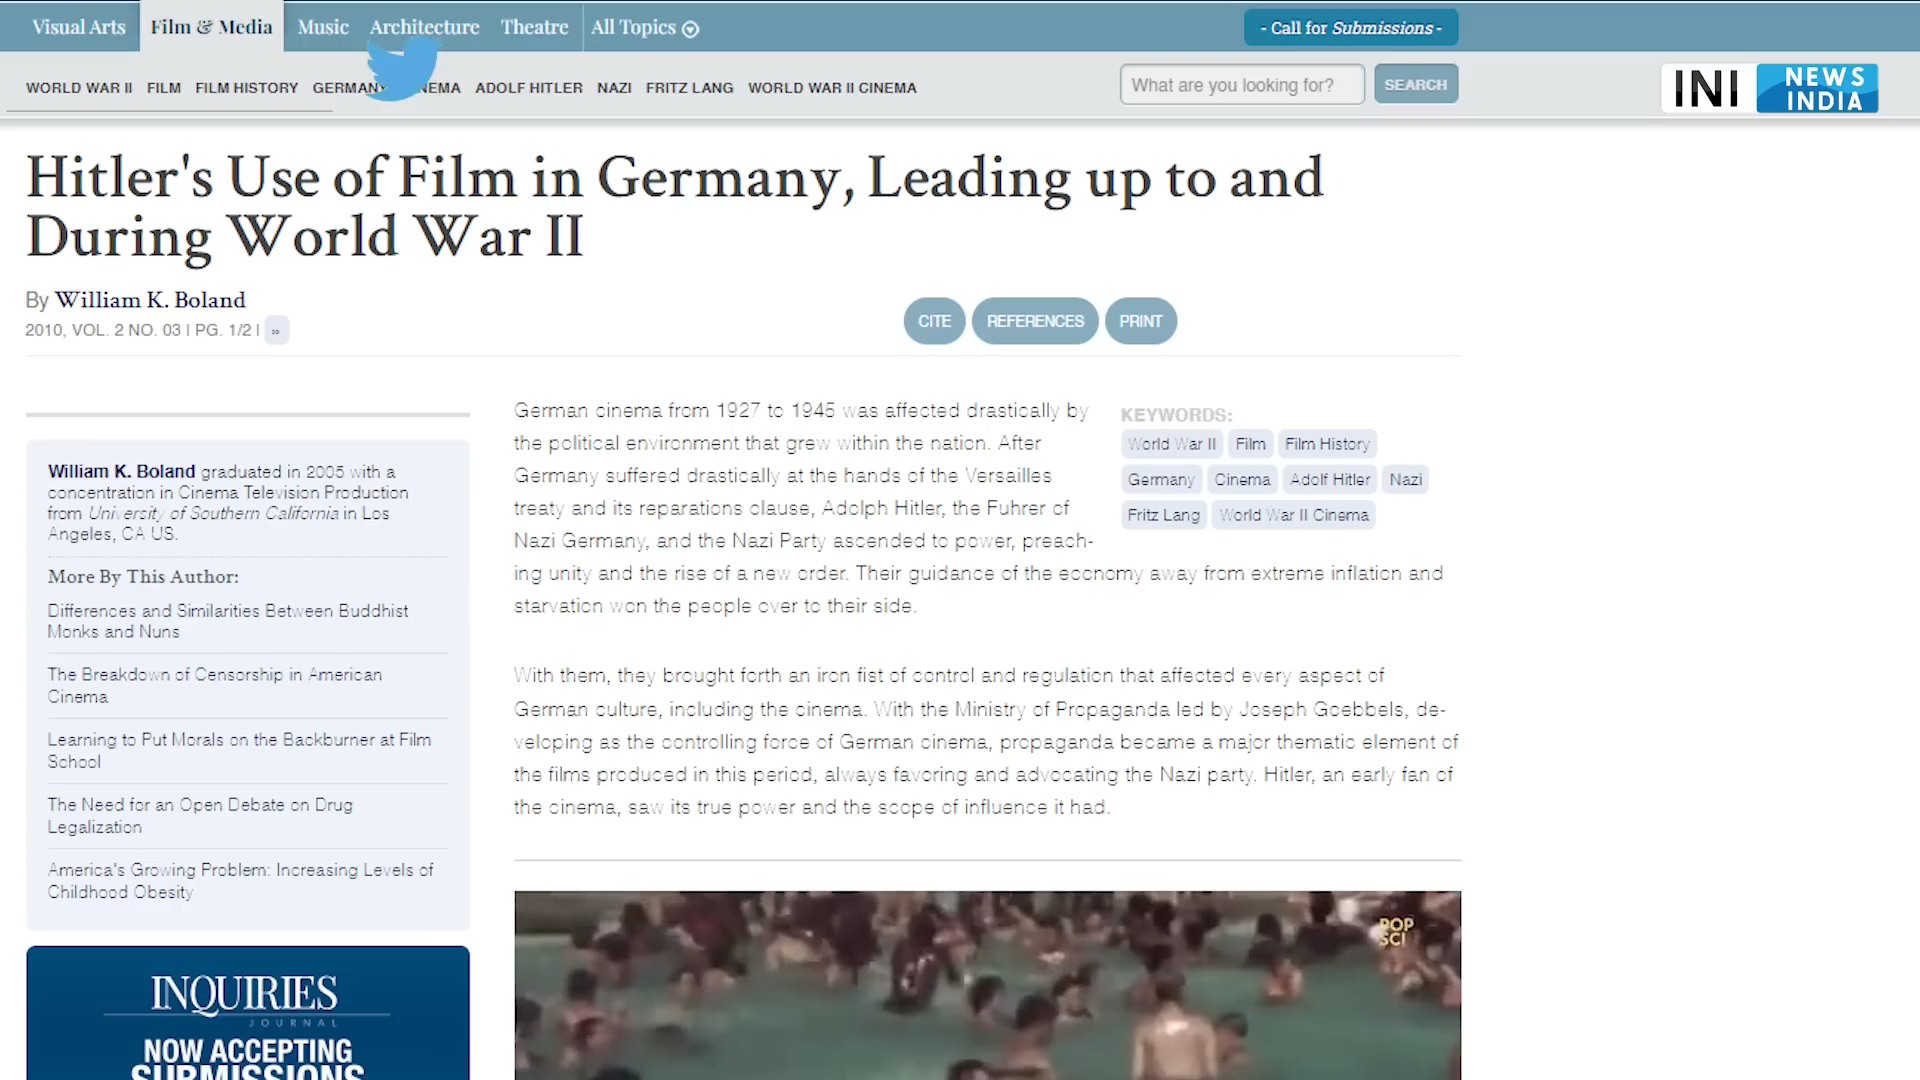 Visual Arts
Film & Media
Music
Architecture
Theatre
All Topics
- Call for Submissions -
WORLD WAR II
FILM
FILM HISTORY
GERMANY
ADOLF HITLER
NAZI
FRITZ LANG
WORLD WAR II CINEMA
What are you looking for?
SEARCH
INI NEWS
INDIA
Hitler's Use of Film in Germany, Leading up to and
During World War II
By William K. Boland
2010, VOL. 2 NO. 03 | PG. 1/2 | »
CITE
REFERENCES
PRINT
William K. Boland graduated in 2005 with a
concentration in Cinema Television Production
from University of Southern California in Los
Angeles, CA US.
More By This Author:
Differences and Similarities Between Buddhist
Monks and Nuns
The Breakdown of Censorship in American
Cinema
Learning to Put Morals on the Backburner at Film
School
The Need for an Open Debate on Drug
Legalization
America's Growing Problem: Increasing Levels of
Childhood Obesity
INQUIRIES
JOURNAL
NOW ACCEPTING
SUBMISSIONS
German cinema from 1927 to 1945 was affected drastically by
the political environment that grew within the nation. After
Germany suffered drastically at the hands of the Versailles
treaty and its reparations clause, Adolph Hitler, the Fuhrer of
Nazi Germany, and the Nazi Party ascended to power, preach-
ing unity and the rise of a new order. Their guidance of the economy away from extreme inflation and
starvation won the people over to their side.
With them, they brought forth an iron fist of control and regulation that affected every aspect of
German culture, including the cinema. With the Ministry of Propaganda led by Joseph Goebbels, de-
veloping as the controlling force of German cinema, propaganda became a major thematic element of
the films produced in this period, always favoring and advocating the Nazi party. Hitler, an early fan of
the cinema, saw its true power and the scope of influence it had.
KEYWORDS:
World War II
Film
Film History
Germany
Cinema
Adolf Hitler
Nazi
Fritz Lang
World War II Cinema
POP
SCI